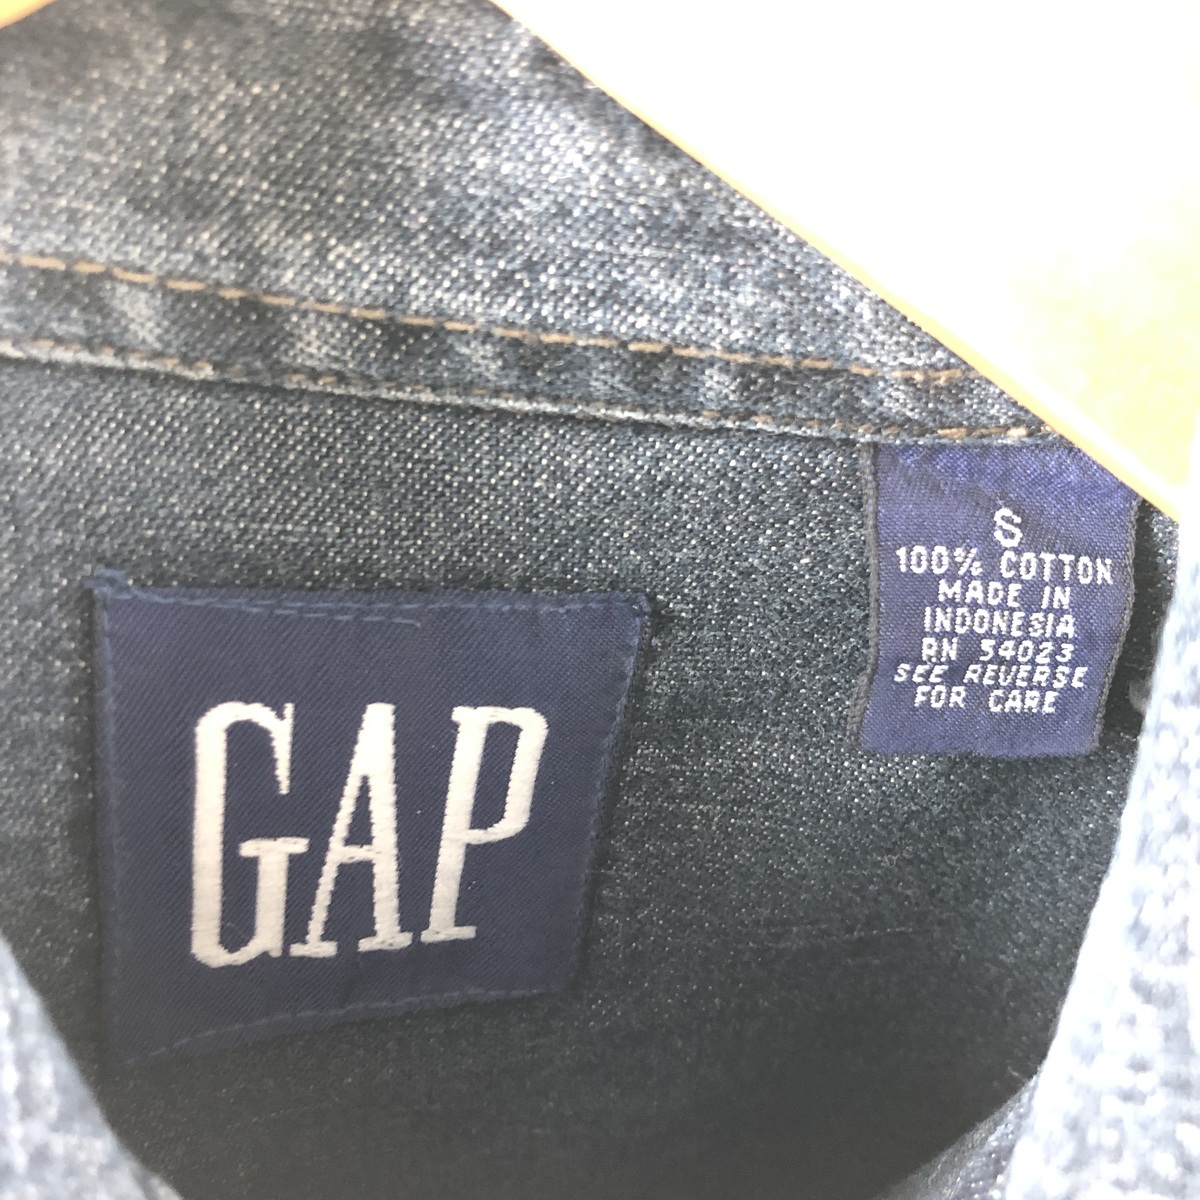 GAP
S
100% COTTON
MADE IN
INDONESIA
RN 54023
SEE REVERSE
FOR CARE